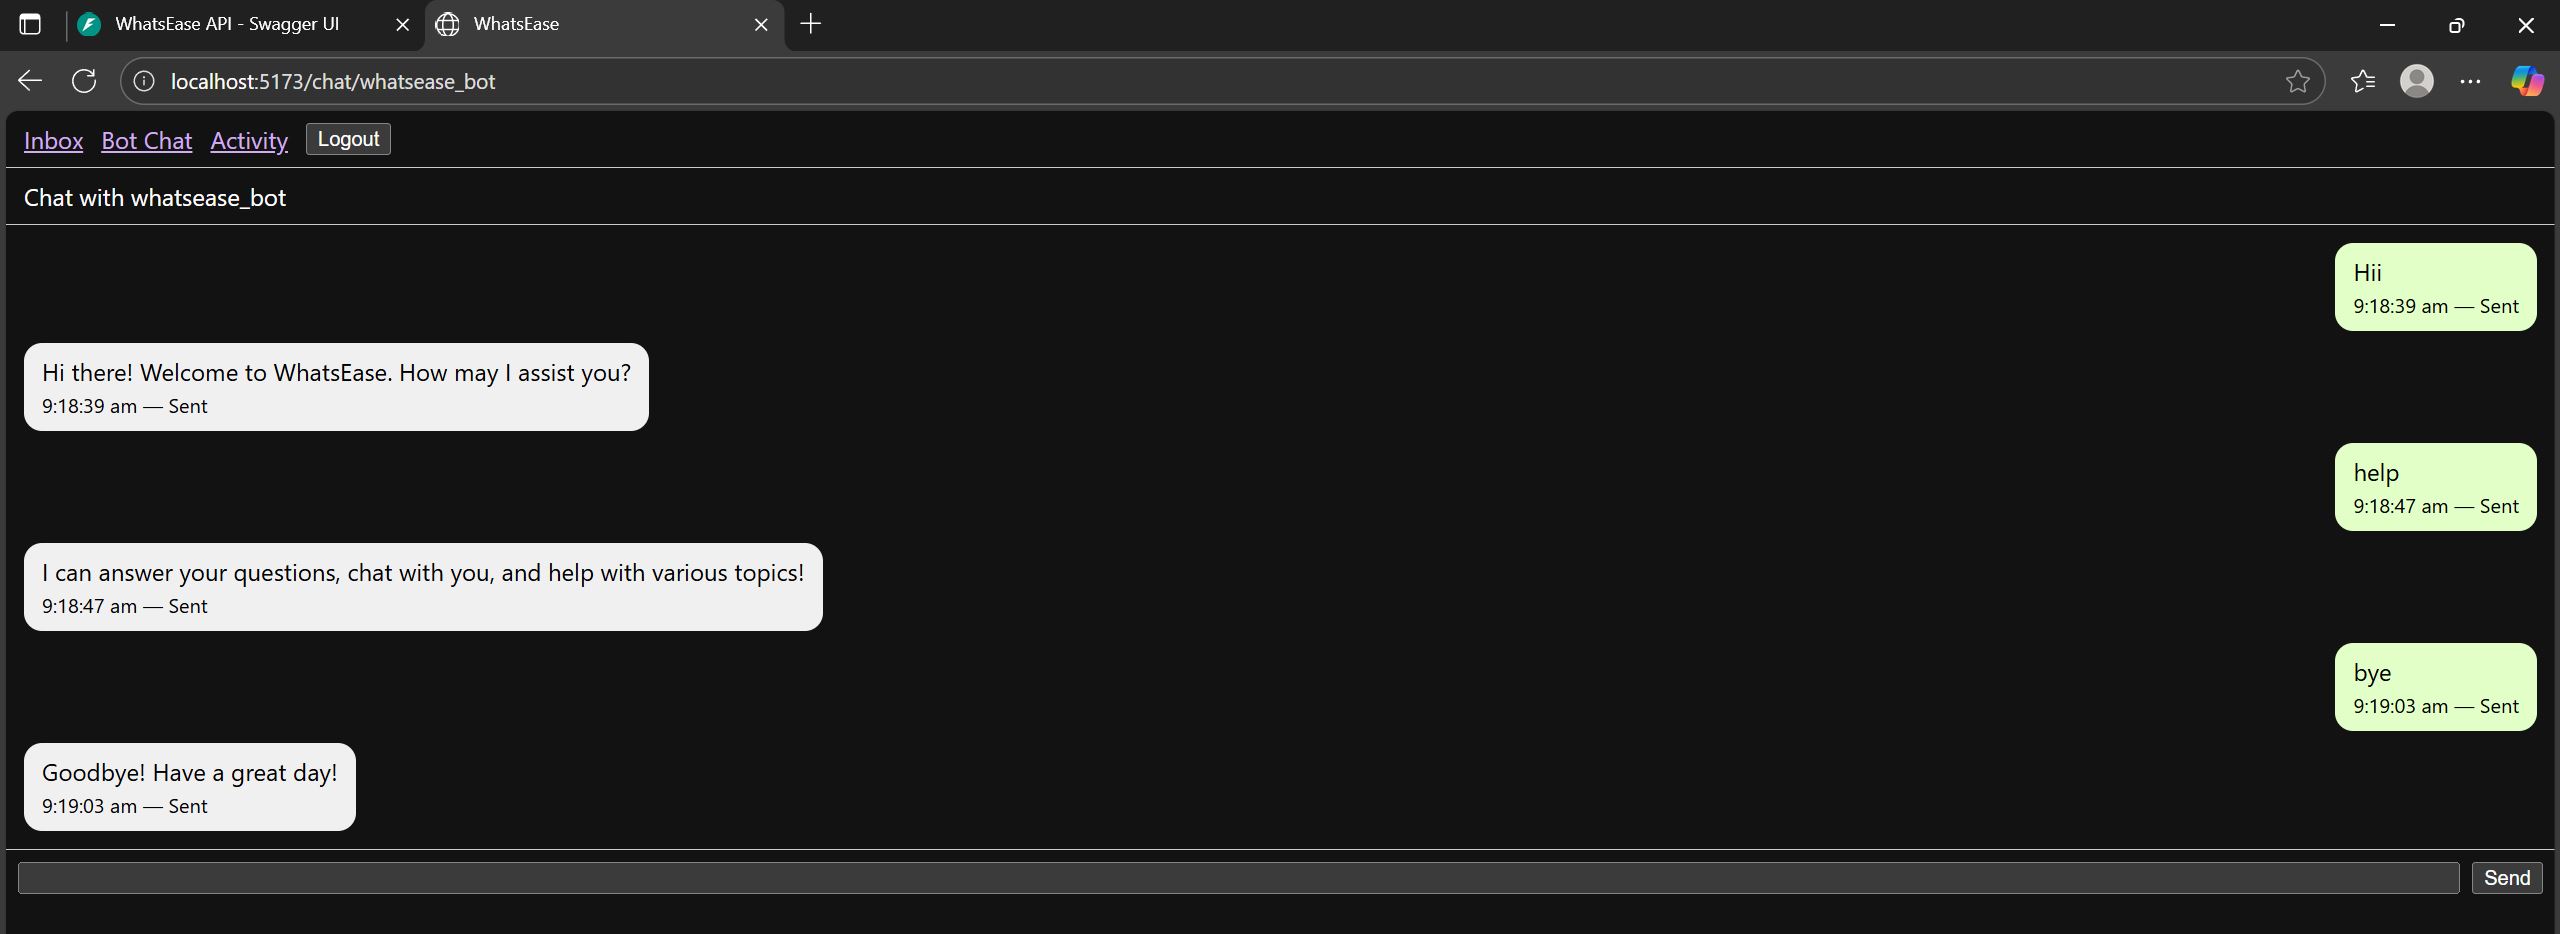 WhatsEase API - Swagger UI
WhatsEase
localhost:5173/chat/whatsease_bot
Inbox Bot Chat Activity Logout
Chat with whatsease_bot
Hii
9:18:39 am — Sent
Hi there! Welcome to WhatsEase. How may I assist you?
9:18:39 am — Sent
help
9:18:47 am — Sent
I can answer your questions, chat with you, and help with various topics!
9:18:47 am — Sent
bye
9:19:03 am — Sent
Goodbye! Have a great day!
9:19:03 am — Sent
Send